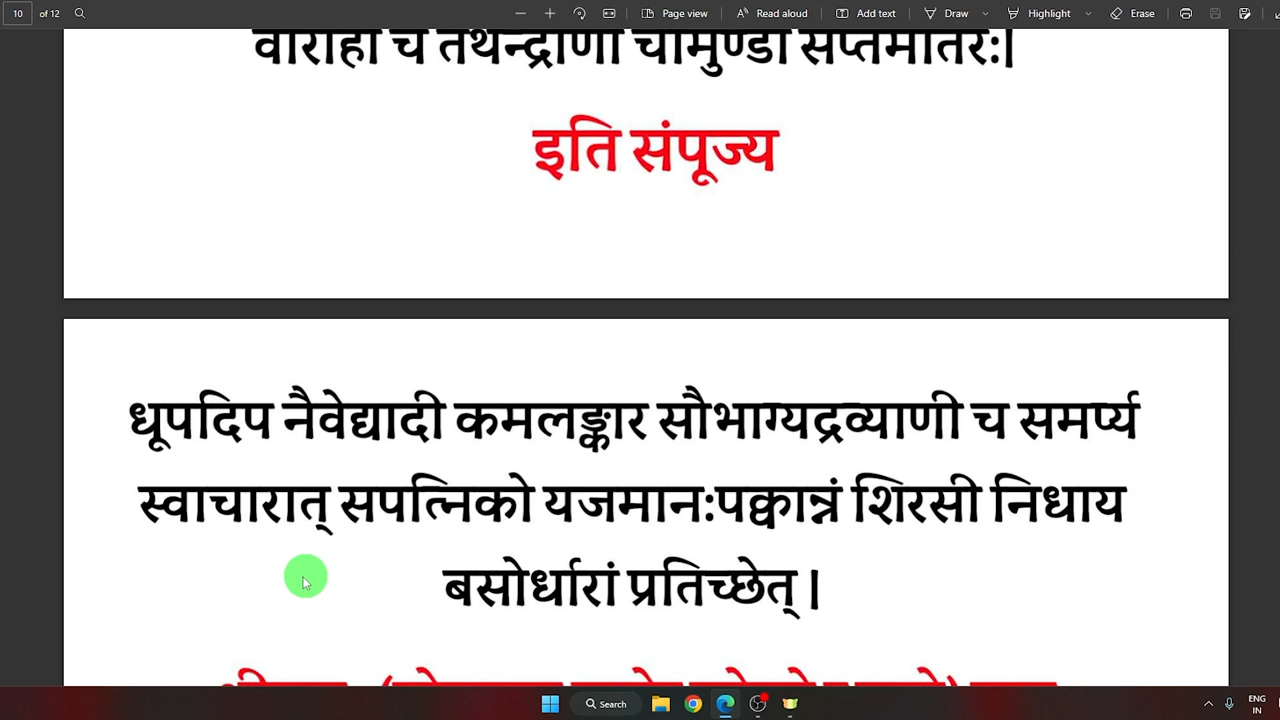 10 of 12 Page view Read aloud Add text Draw Highlight Erase
वाराही च तथेन्द्राणी चामुण्डा सप्तमातर:|
इति संपूज्य
धूपदिप नैवेद्यादी कमलङ्कार सौभाग्यद्रव्याणी च समर्प्य
स्वाचारात् सपत्निको यजमान:पक्वान्नं शिरसी निधाय
बसोर्धारां प्रतिच्छेत् |
Search ENG
IN